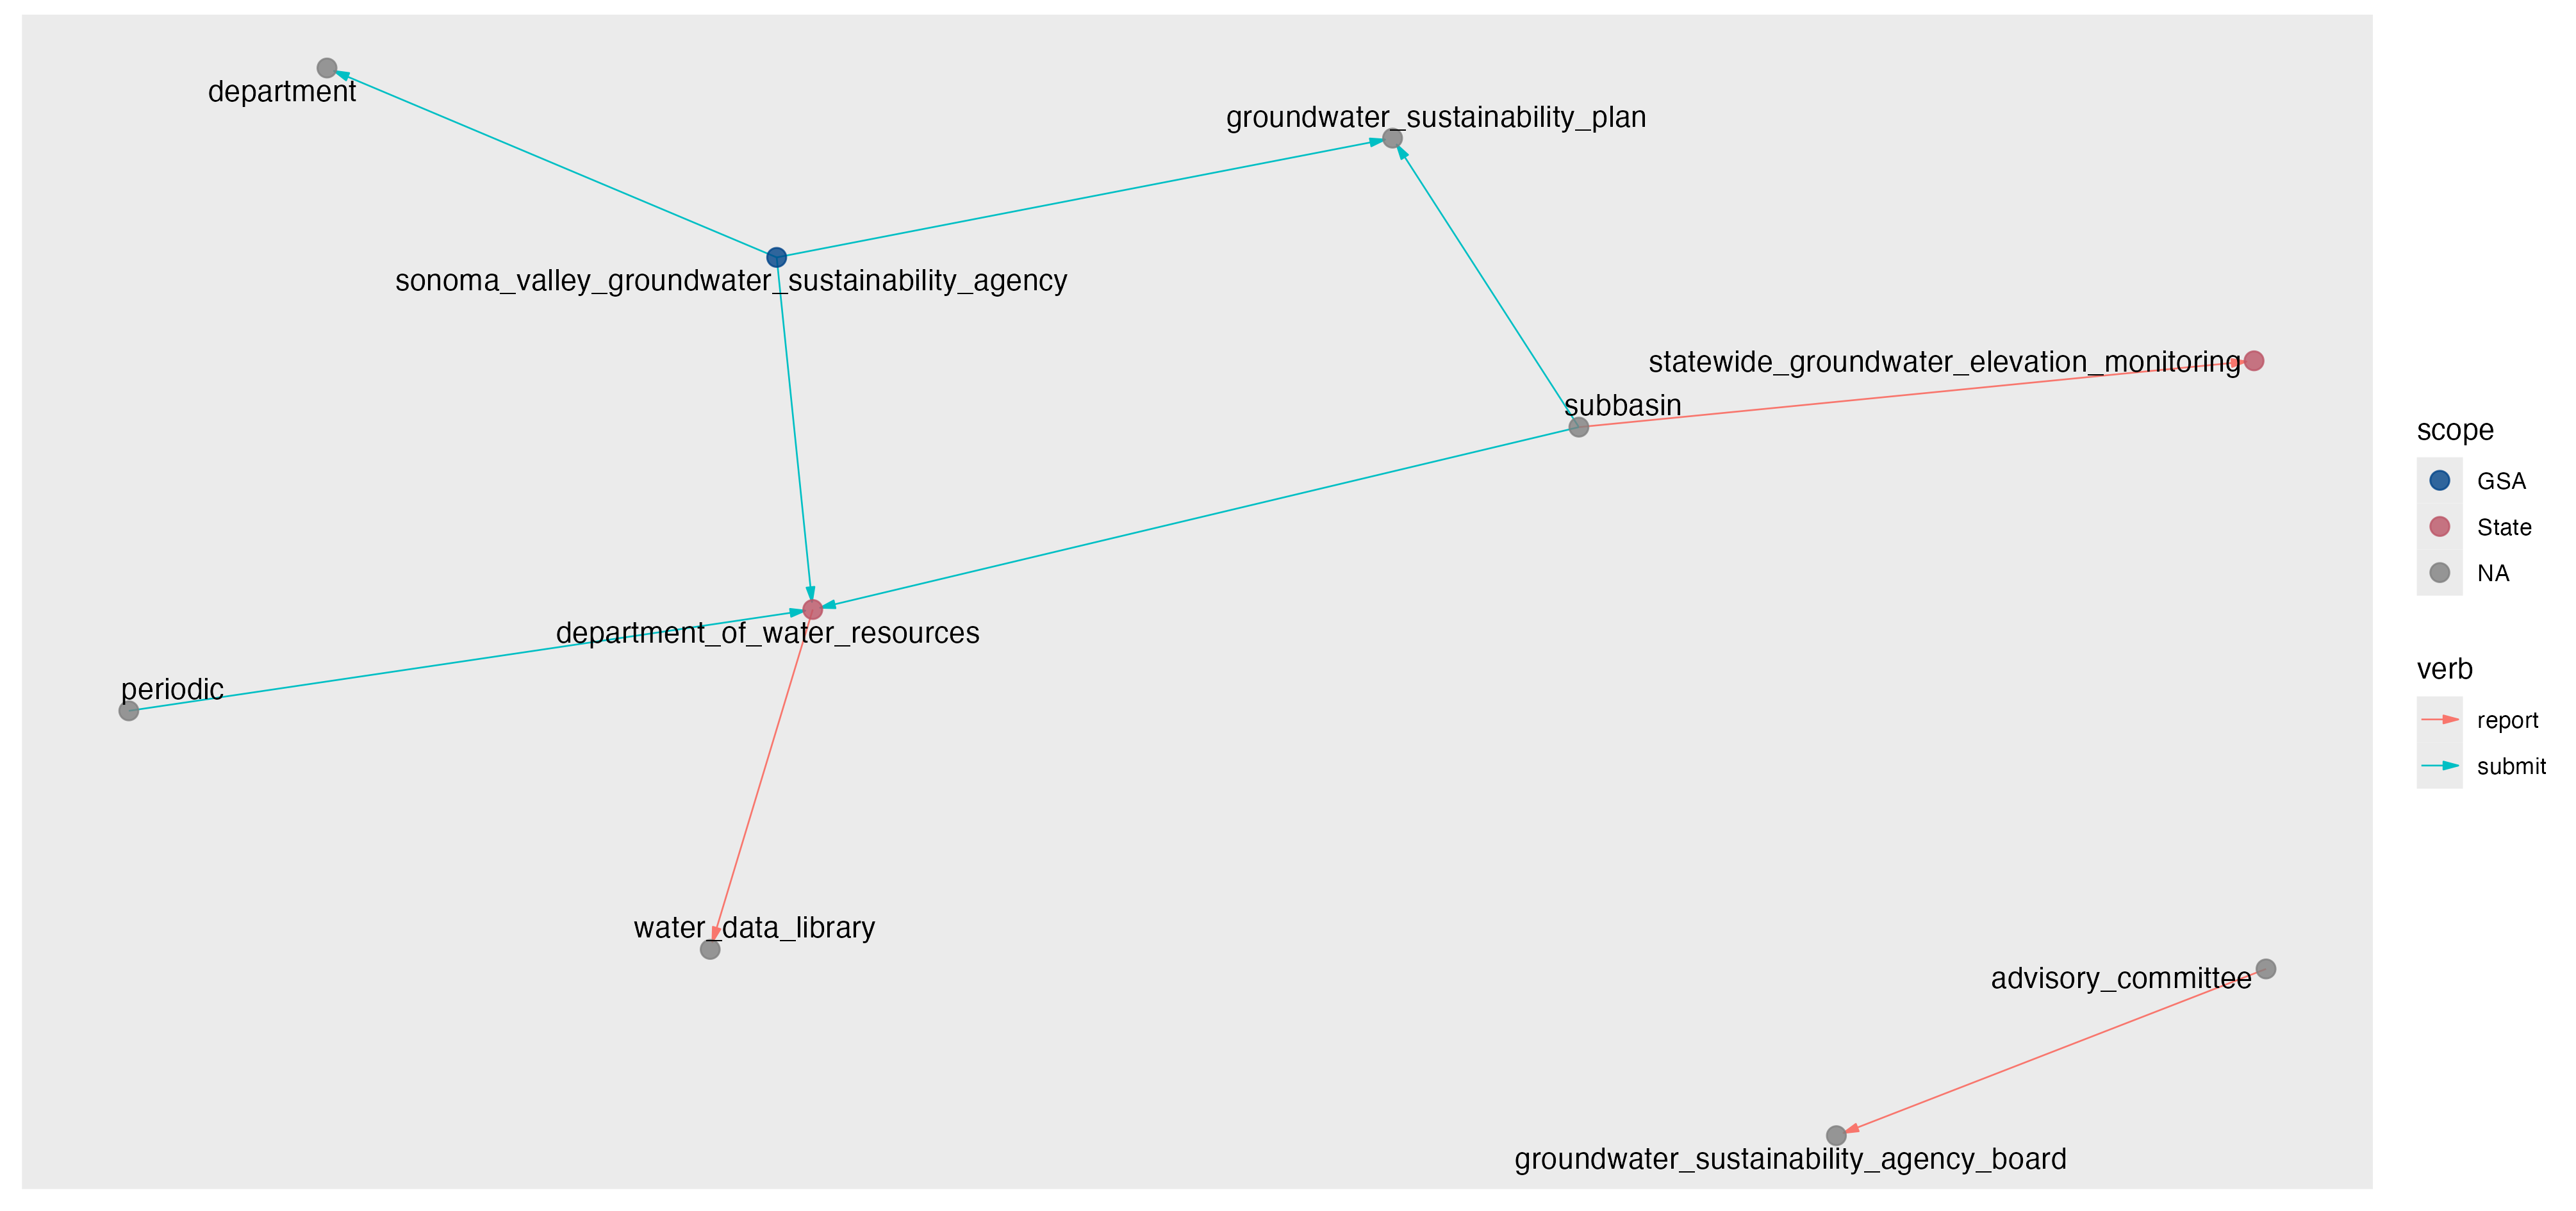 department
groundwater_sustainability_plan
sonoma_valley_groundwater_sustainability_agency
statewide_groundwater_elevation_monitoring
subbasin
department_of_water_resources
periodic
water_data_library
advisory_committee
groundwater_sustainability_agency_board
scope
GSA
State
NA
verb
report
submit